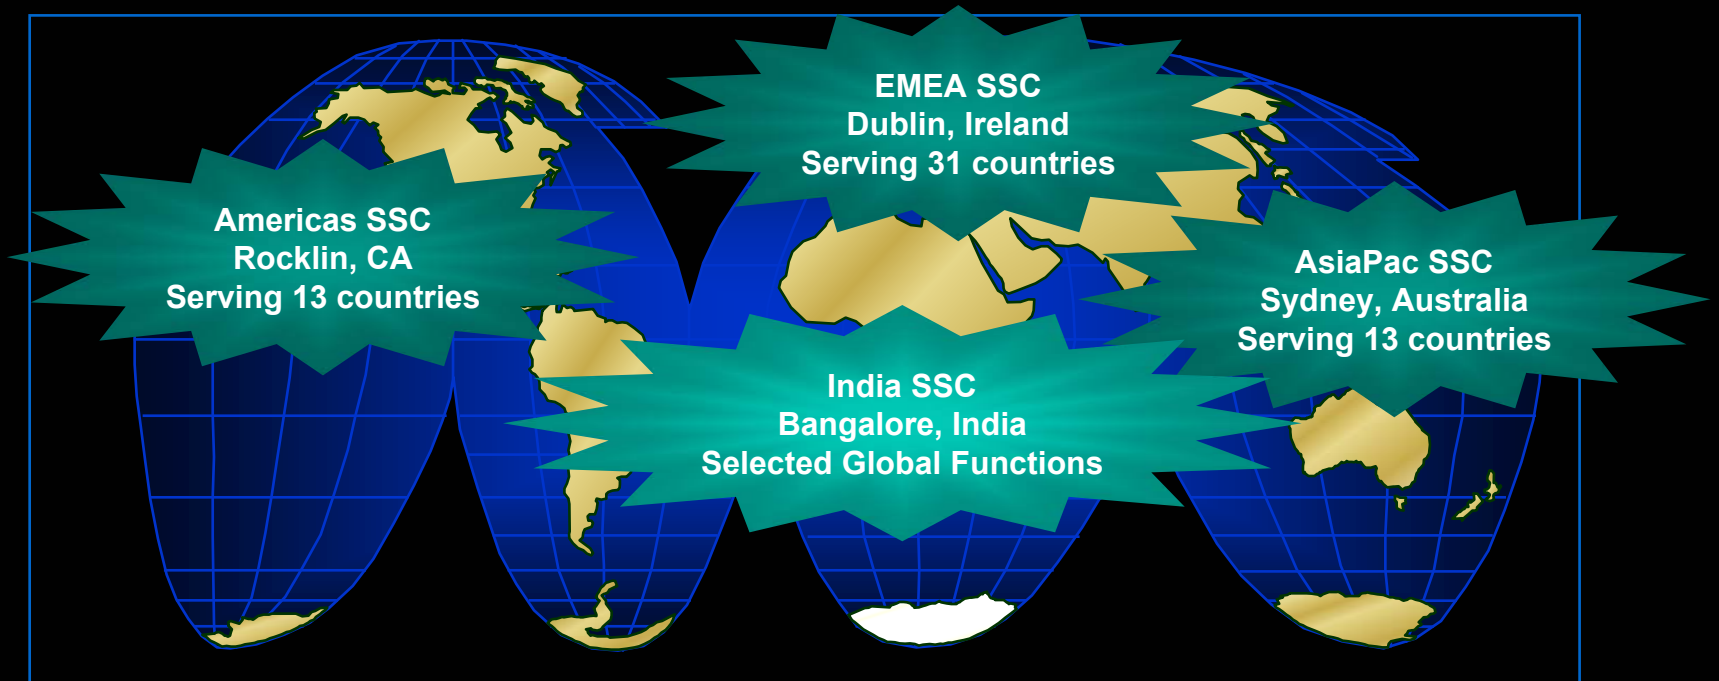 EMEA SSC
Dublin, Ireland
Serving 31 countries
Americas SSC
Rocklin, CA
Serving 13 countries
AsiaPac SSC
Sydney, Australia
Serving 13 countries
India SSC
Bangalore, India
Selected Global Functions